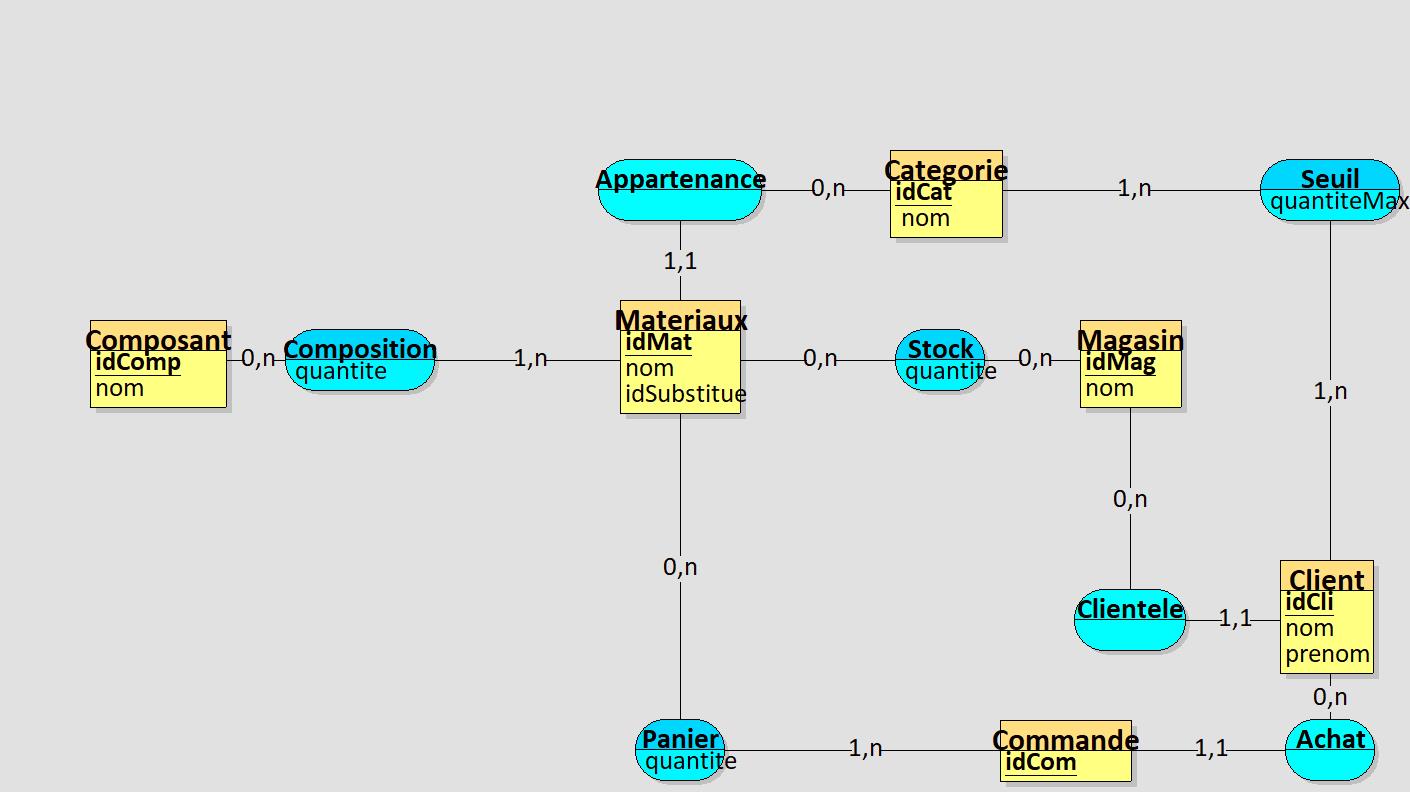 Appartenance
0,n
Categorie
idCat
nom
1,n
Seuil
quantiteMax
1,1
Composant
idComp
nom
0,n
Composition
quantite
1,n
Materiaux
idMat
nom
idSubstitue
0,n
Stock
quantite
0,n
Magasin
idMag
nom
1,n
0,n
0,n
Clientele
1,1
Client
idCli
nom
prenom
0,n
Panier
quantite
1,n
Commande
idCom
1,1
Achat